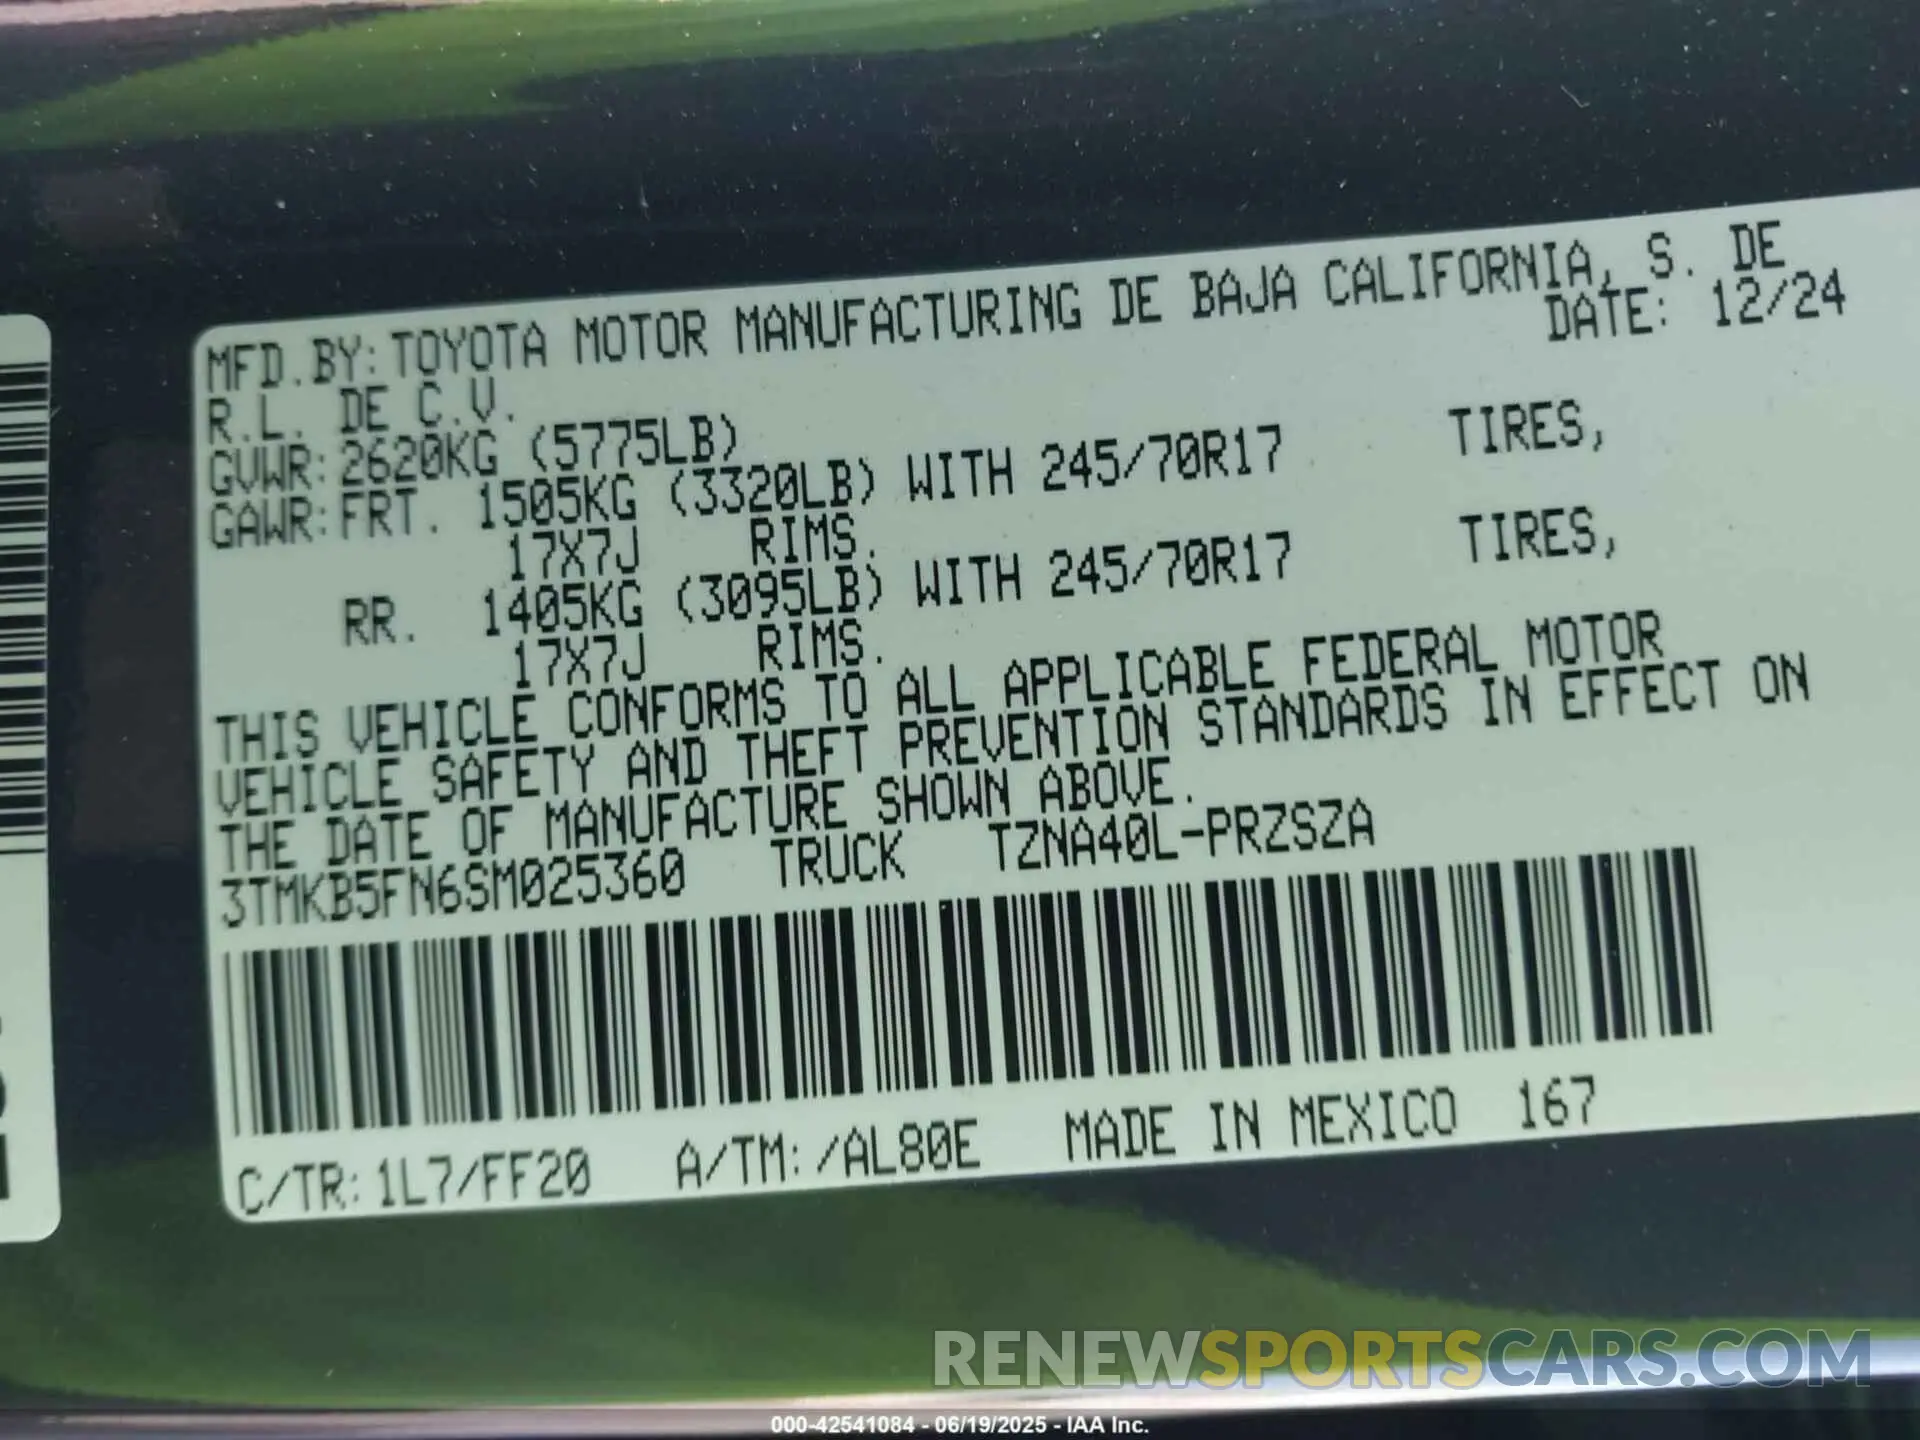 MFD.BY:TOYOTA MOTOR MANUFACTURING DE BAJA CALIFORNIA, S. DE
R.L. DE C.V. DATE: 12/24
GVWR:2620KG (5775LB)
GAWR:FRT. 1505KG (3320LB) WITH 245/70R17 TIRES,
17X7J RIMS.
RR. 1405KG (3095LB) WITH 245/70R17 TIRES,
17X7J RIMS.
THIS VEHICLE CONFORMS TO ALL APPLICABLE FEDERAL MOTOR
VEHICLE SAFETY AND THEFT PREVENTION STANDARDS IN EFFECT ON
THE DATE OF MANUFACTURE SHOWN ABOVE.
3TMKB5FN6SM025360 TRUCK TZNA40L-PRZSZA
C/TR:1L7/FF20 A/TM:/AL80E MADE IN MEXICO 167
RENEWSPORTSCARS.COM
000-42541084 - 06/19/2025 - IAA Inc.